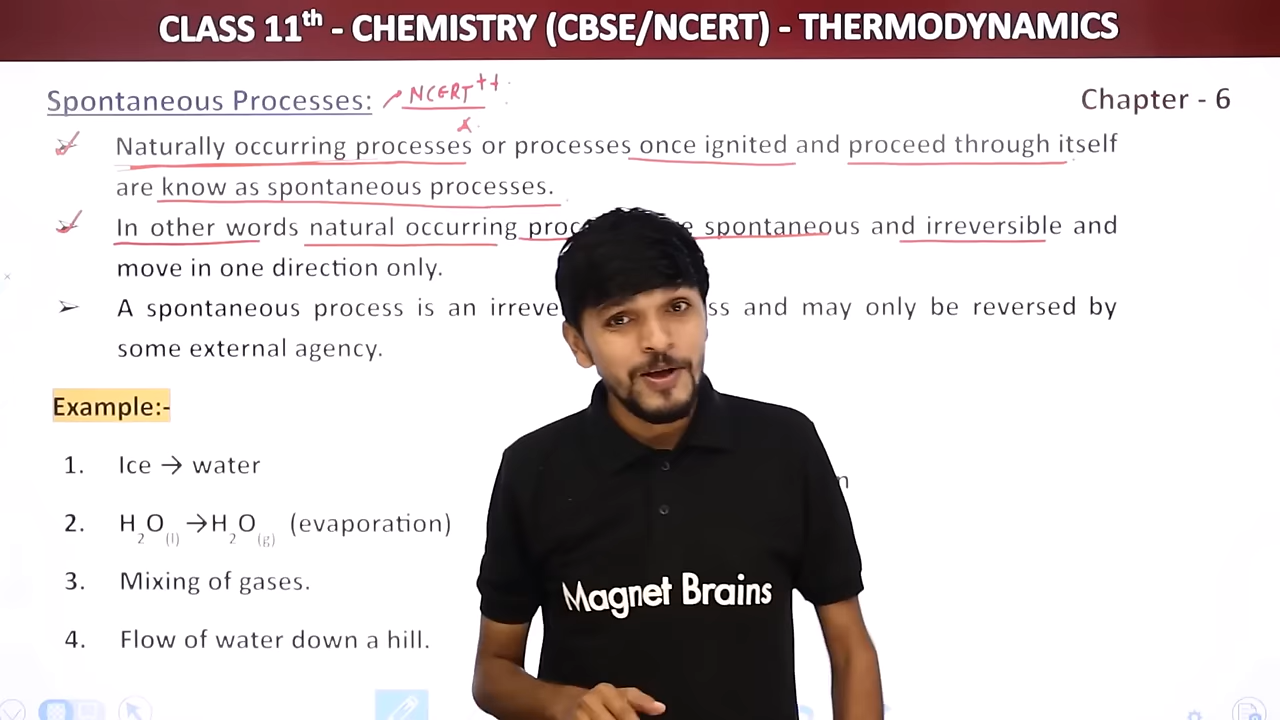 CLASS 11th - CHEMISTRY (CBSE/NCERT) - THERMODYNAMICS
Spontaneous Processes: NCERT++
Chapter - 6
Naturally occurring processes or processes once ignited and proceed through itself
are know as spontaneous processes.
In other words natural occurring spontaneous and irreversible and
move in one direction only.
➢ A spontaneous process is an and may only be reversed by
some external agency.
Example:-
1. Ice → water
2. H2O(l) →H2O(g) (evaporation)
3. Mixing of gases.
4. Flow of water down a hill.
Magnet Brains